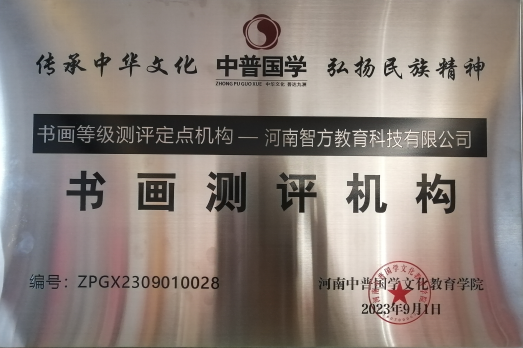 传承中华文化 中普国学 弘扬民族精神
ZHONG PU GUO XUE
书画等级测评定点机构 — 河南智方教育科技有限公司
书画测评机构
编号：ZPGX2309010028
河南中普国学文化教育学院
2023年9月1日